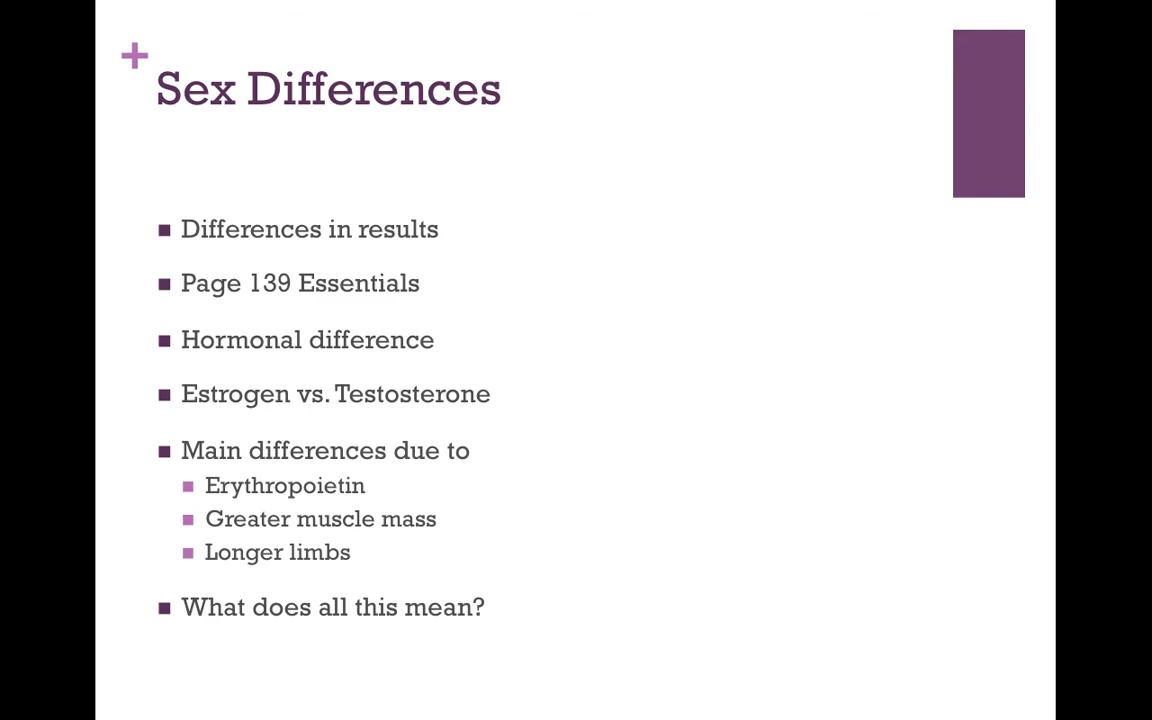 +
Sex Differences
Differences in results
Page 139 Essentials
Hormonal difference
Estrogen vs. Testosterone
Main differences due to
Erythropoietin
Greater muscle mass
Longer limbs
What does all this mean?